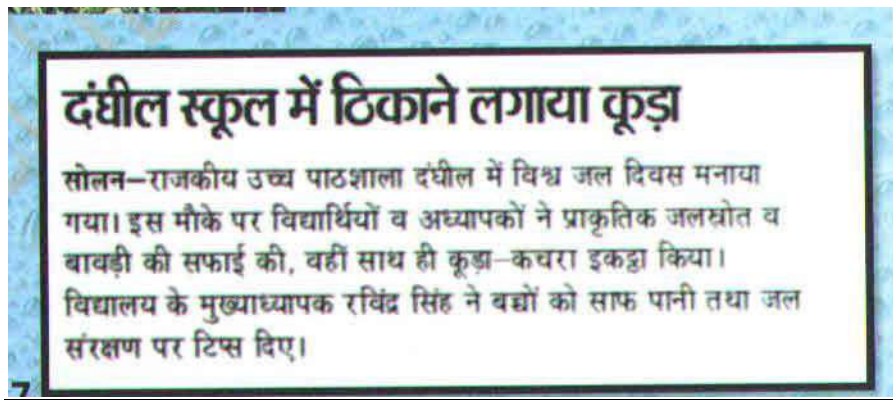 दंघील स्कूल में ठिकाने लगाया कूड़ा
सोलन—राजकीय उच्च पाठशाला दंघील में विश्व जल दिवस मनाया
गया। इस मौके पर विद्यार्थियों व अध्यापकों ने प्राकृतिक जलस्रोत व
बावड़ी की सफाई की, वहीं साथ ही कूड़ा–कचरा इकट्ठा किया।
विद्यालय के मुख्याध्यापक रविंद्र सिंह ने बच्चों को साफ पानी तथा जल
संरक्षण पर टिप्स दिए।
7